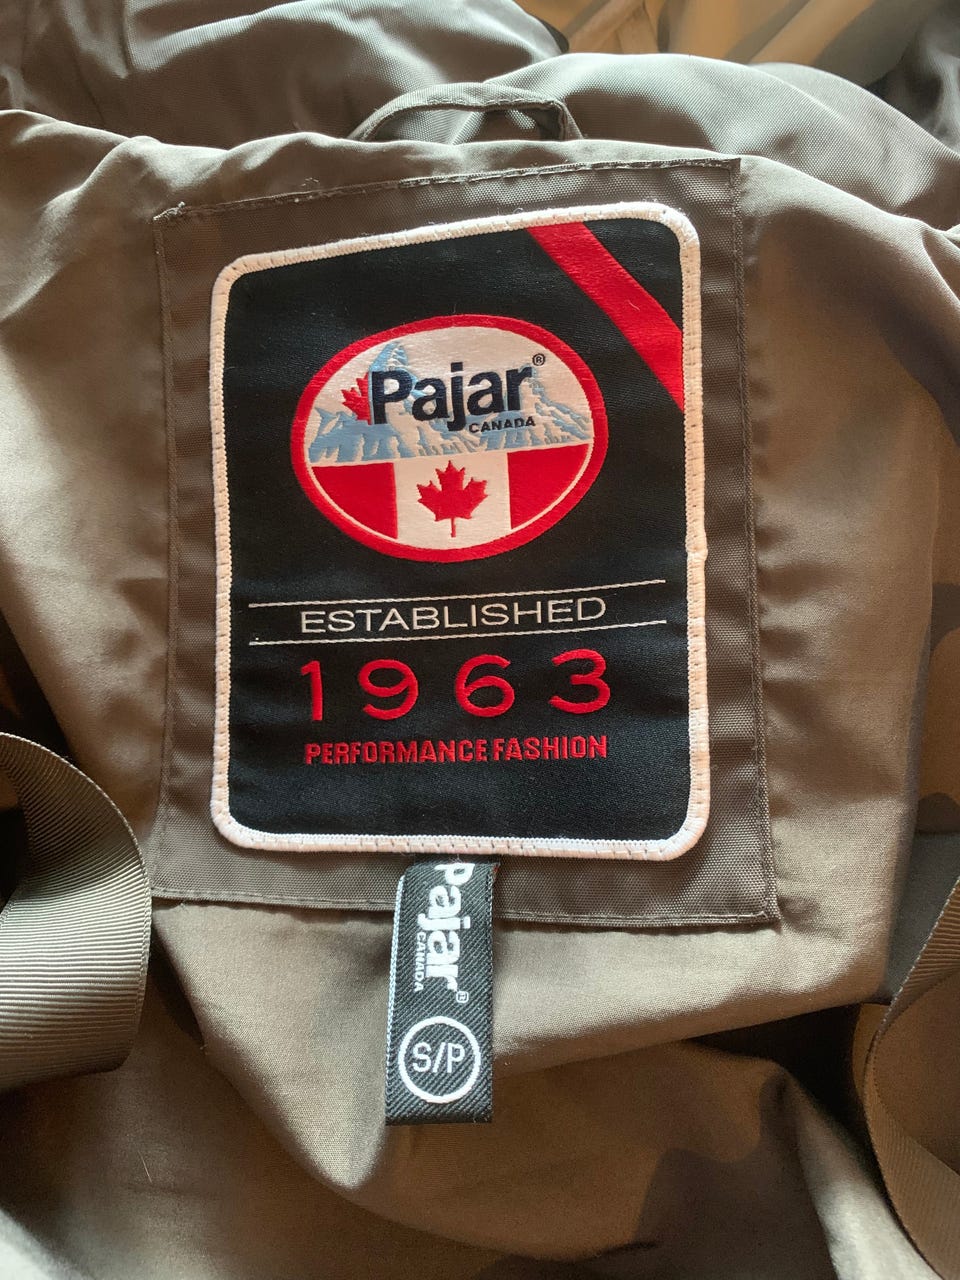 Pajar®
CANADA
ESTABLISHED
1963
PERFORMANCE FASHION
Pajar®
CANADA
S/P